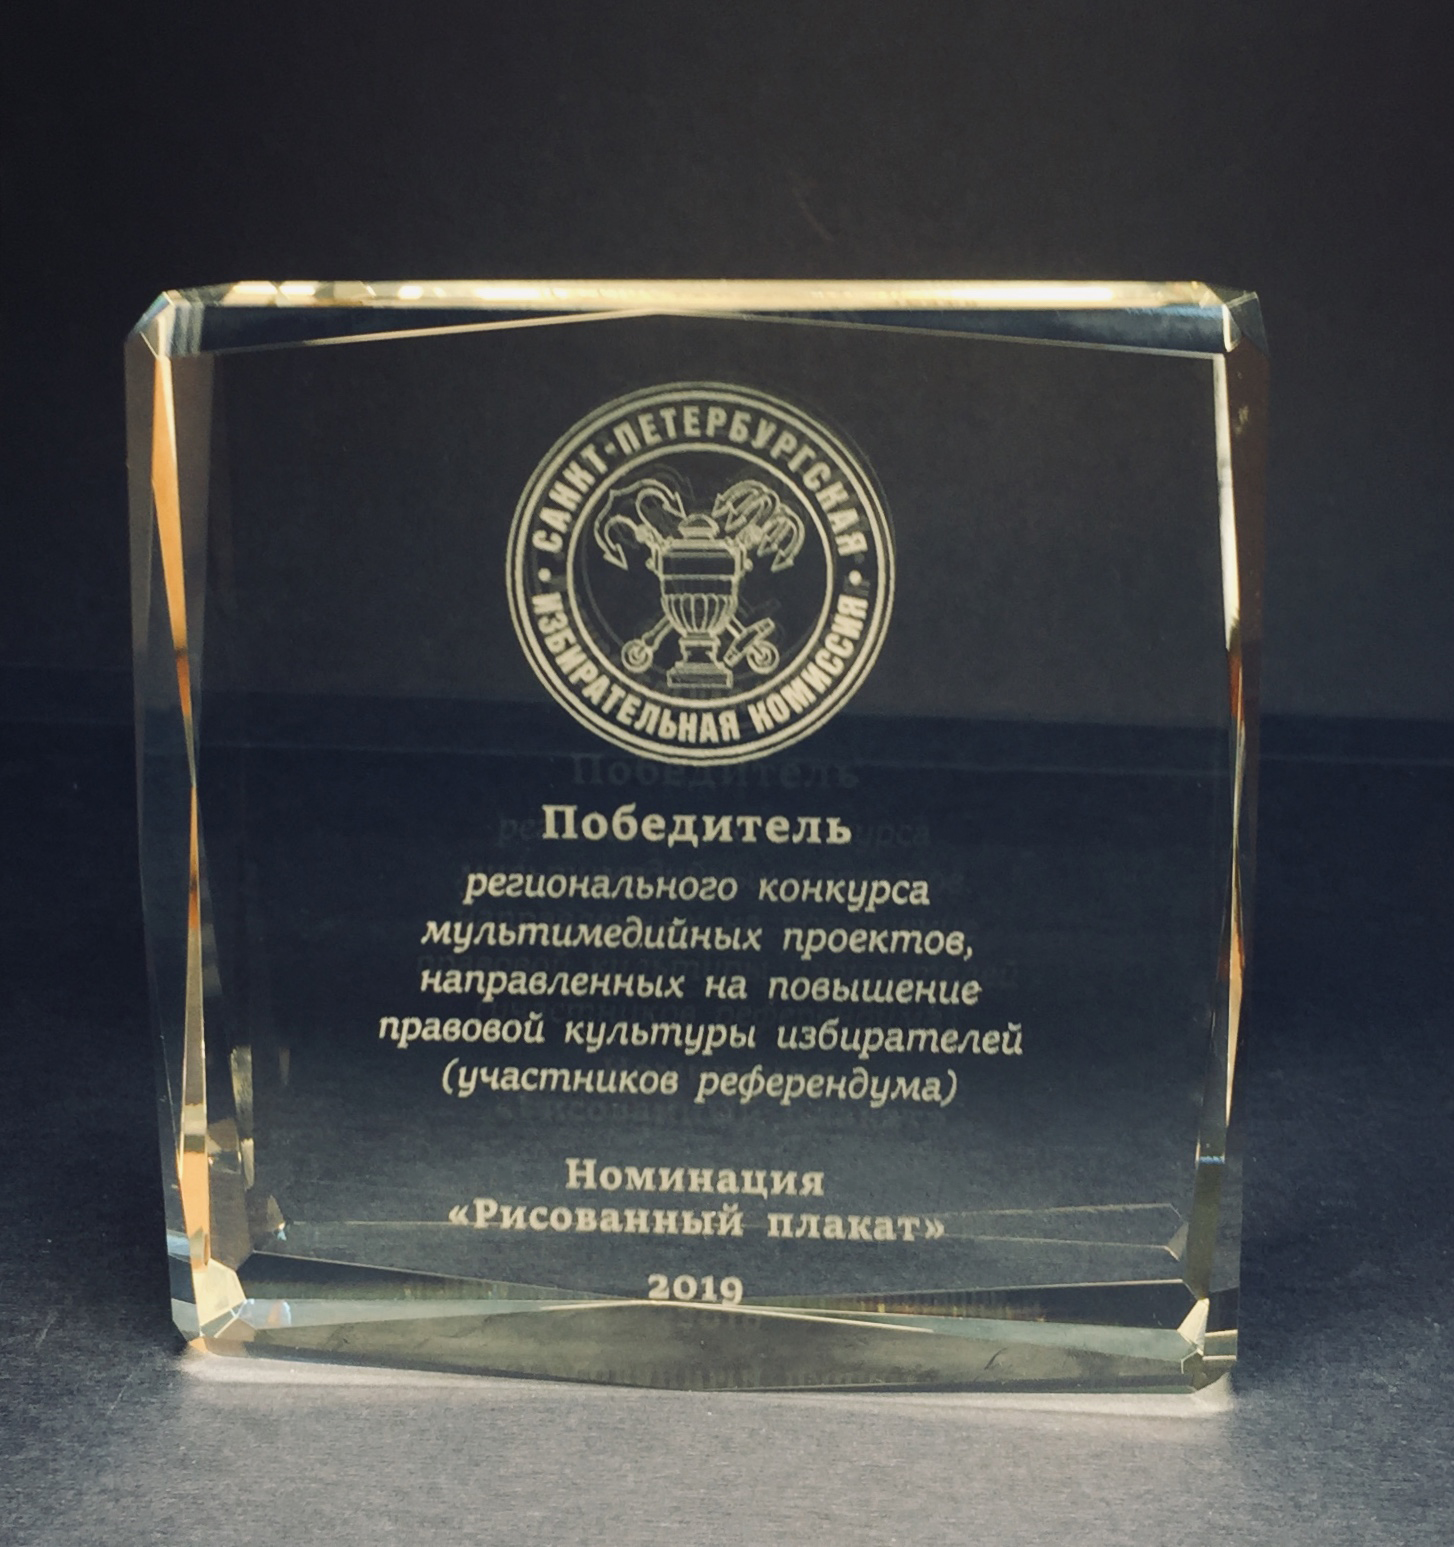 САНКТ-ПЕТЕРБУРГСКАЯ
ИЗБИРАТЕЛЬНАЯ КОМИССИЯ
Победитель
регионального конкурса
мультимедийных проектов,
направленных на повышение
правовой культуры избирателей
(участников референдума)
Номинация
«Рисованный плакат»
2019